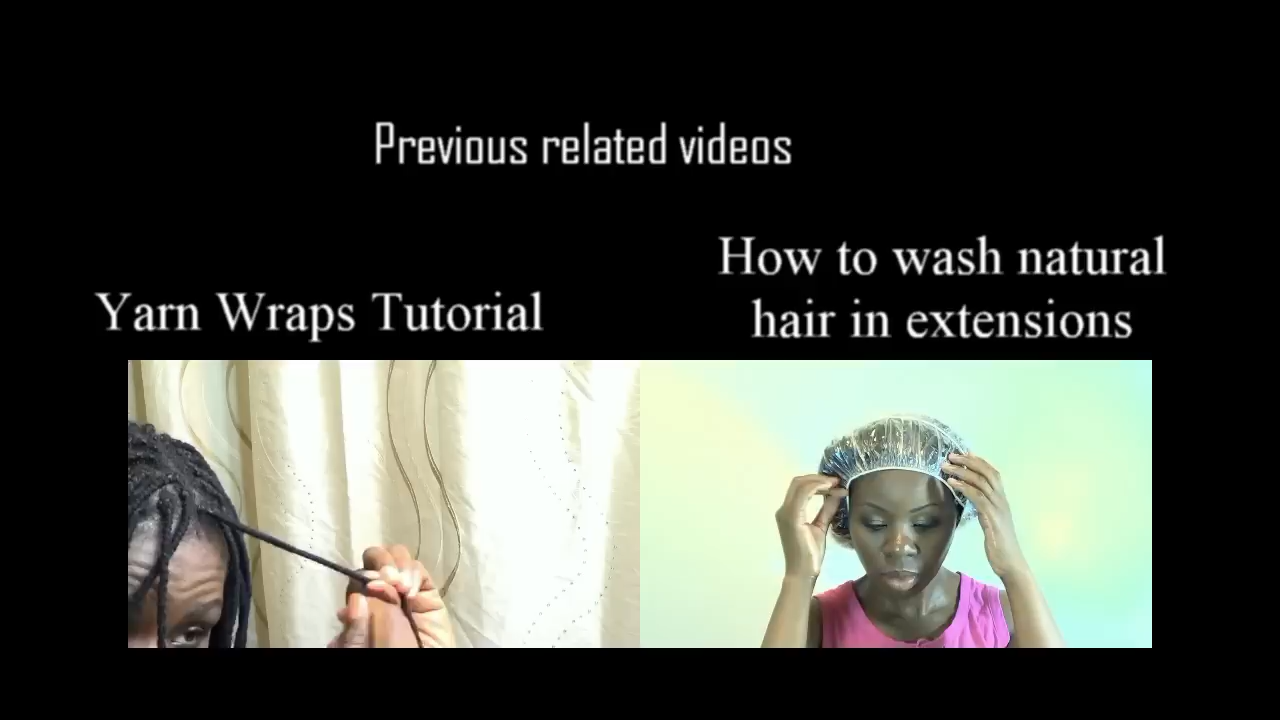 Previous related videos
Yarn Wraps Tutorial
How to wash natural
hair in extensions